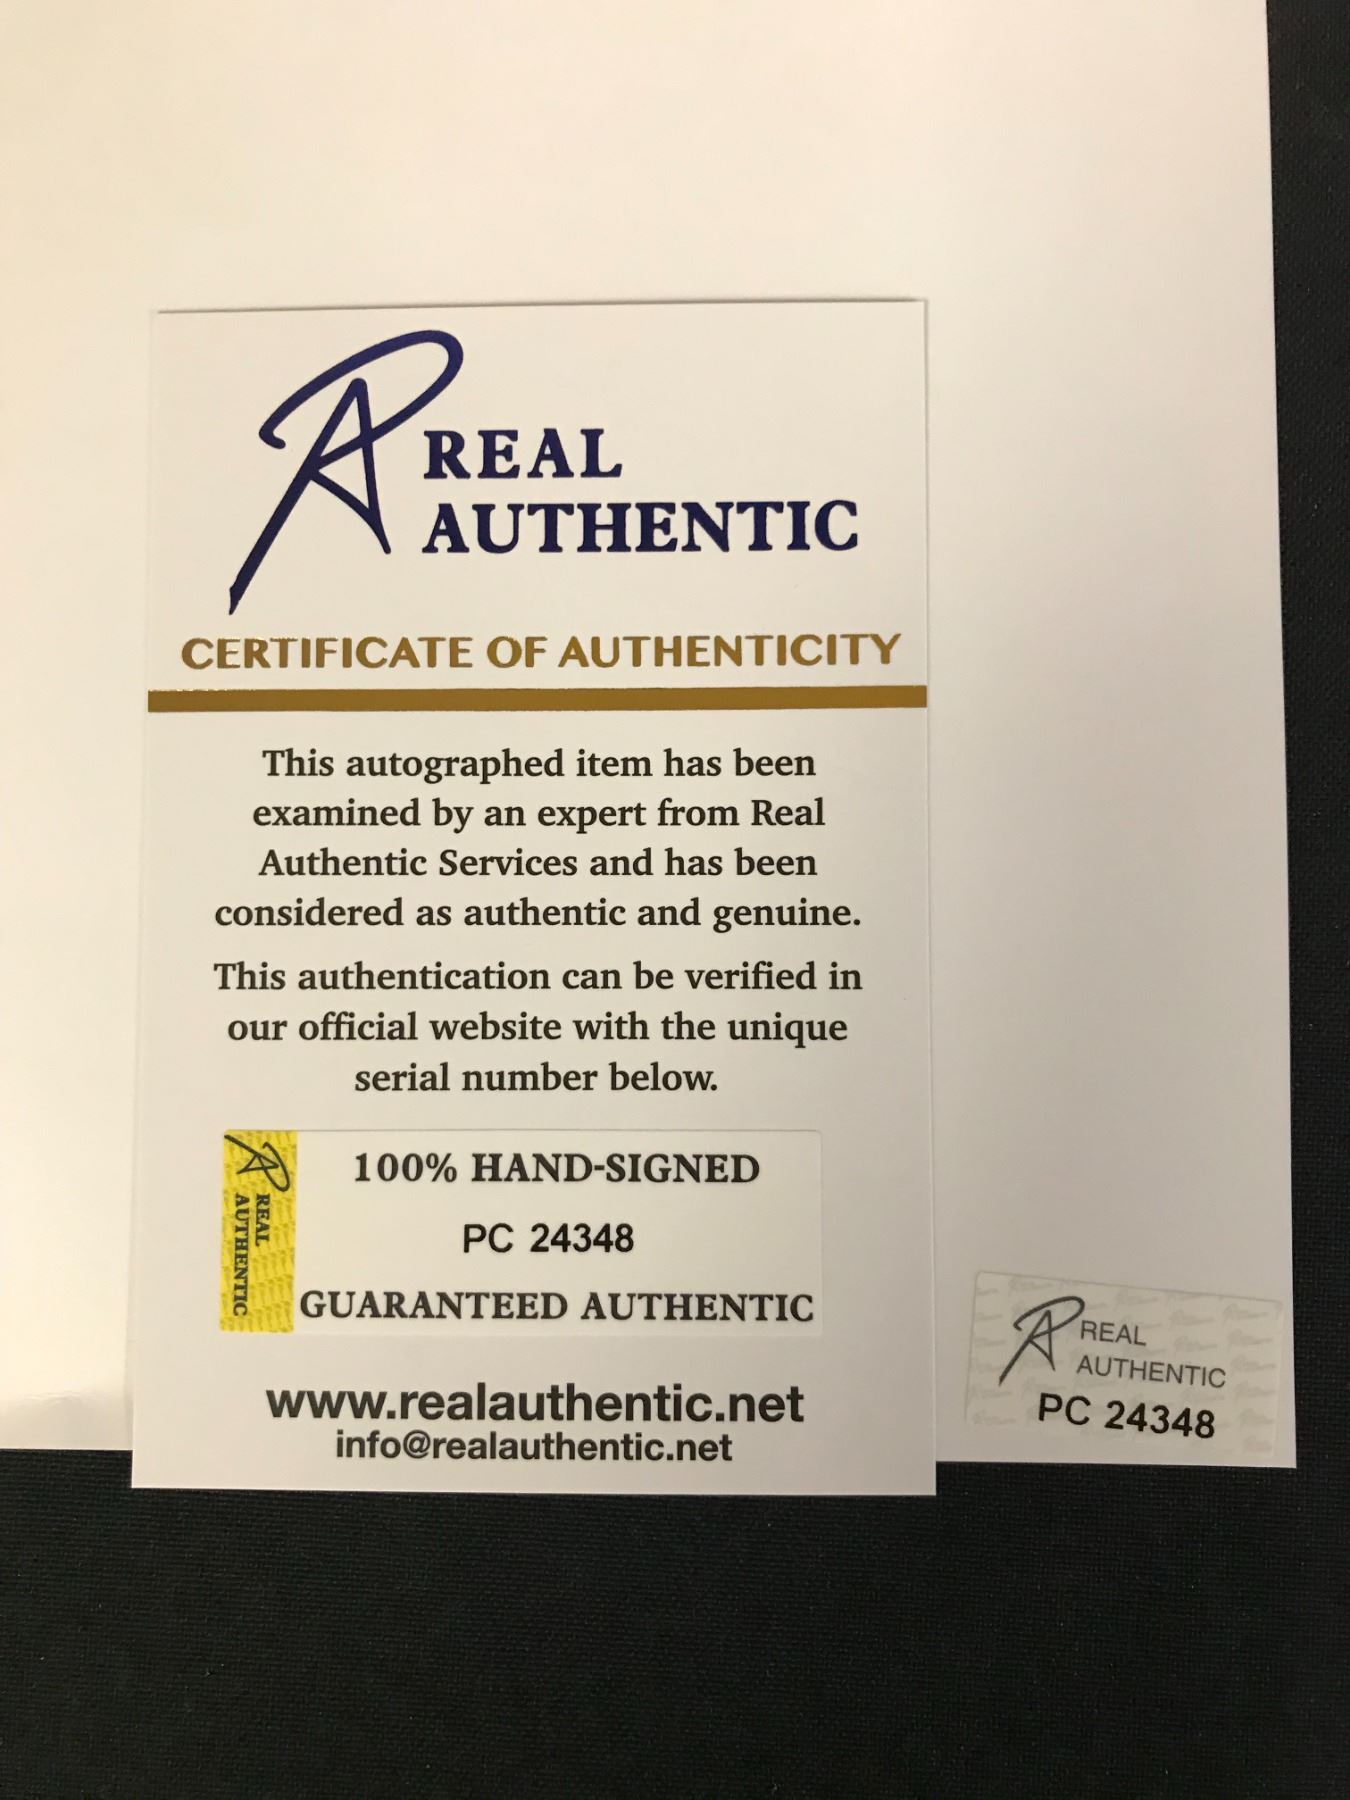 REAL
AUTHENTIC
CERTIFICATE OF AUTHENTICITY
This autographed item has been
examined by an expert from Real
Authentic Services and has been
considered as authentic and genuine.
This authentication can be verified in
our official website with the unique
serial number below.
REAL
AUTHENTIC
100% HAND-SIGNED
PC 24348
GUARANTEED AUTHENTIC
www.realauthentic.net
info@realauthentic.net
REAL
AUTHENTIC
PC 24348